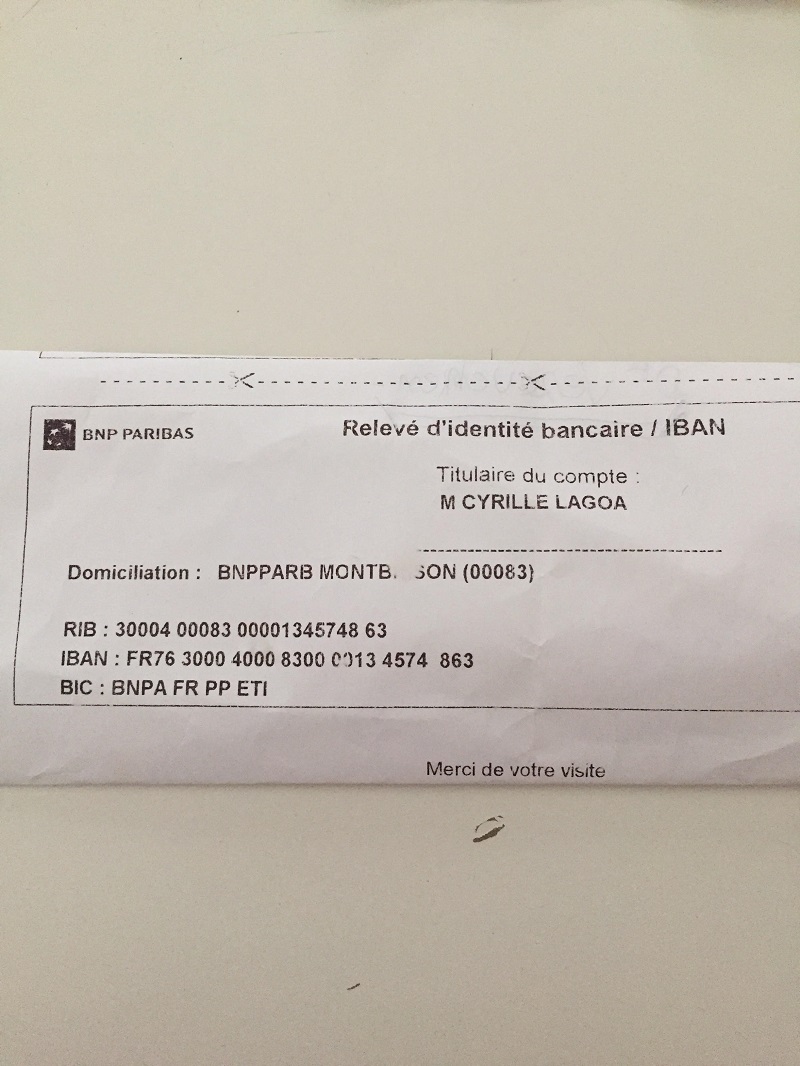 BNP PARIBAS
Relevé d'identité bancaire / IBAN
Titulaire du compte :
M CYRILLE LAGOA
Domiciliation : BNPPARB (00083)
RIB : 30004 00083 00001345748 63
IBAN : FR76 3000 4000 8300 0013 4574 863
BIC : BNPA FR PP ETI
Merci de votre visite